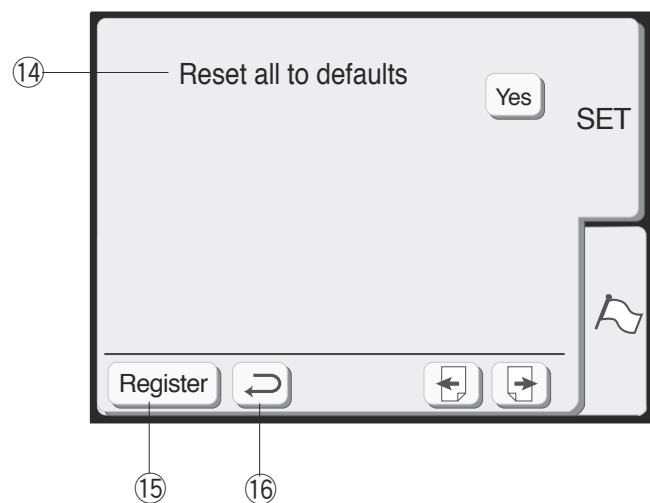 ⑭ Reset all to defaults
Yes
SET
Register
⑮ ⑯